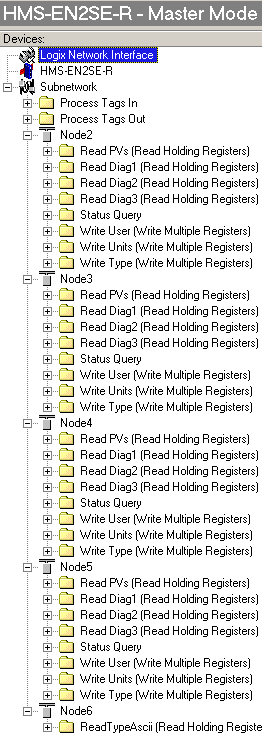 HMS-EN2SE-R - Master Mode
Devices:
Logix Network Interface
HMS-EN2SE-R
Subnetwork
Process Tags In
Process Tags Out
Node2
Read PVs (Read Holding Registers)
Read Diag1 (Read Holding Registers)
Read Diag2 (Read Holding Registers)
Read Diag3 (Read Holding Registers)
Status Query
Write User (Write Multiple Registers)
Write Units (Write Multiple Registers)
Write Type (Write Multiple Registers)
Node3
Read PVs (Read Holding Registers)
Read Diag1 (Read Holding Registers)
Read Diag2 (Read Holding Registers)
Read Diag3 (Read Holding Registers)
Status Query
Write User (Write Multiple Registers)
Write Units (Write Multiple Registers)
Write Type (Write Multiple Registers)
Node4
Read PVs (Read Holding Registers)
Read Diag1 (Read Holding Registers)
Read Diag2 (Read Holding Registers)
Read Diag3 (Read Holding Registers)
Status Query
Write User (Write Multiple Registers)
Write Units (Write Multiple Registers)
Write Type (Write Multiple Registers)
Node5
Read PVs (Read Holding Registers)
Read Diag1 (Read Holding Registers)
Read Diag2 (Read Holding Registers)
Read Diag3 (Read Holding Registers)
Status Query
Write User (Write Multiple Registers)
Write Units (Write Multiple Registers)
Write Type (Write Multiple Registers)
Node6
ReadTypeAscii (Read Holding Registe